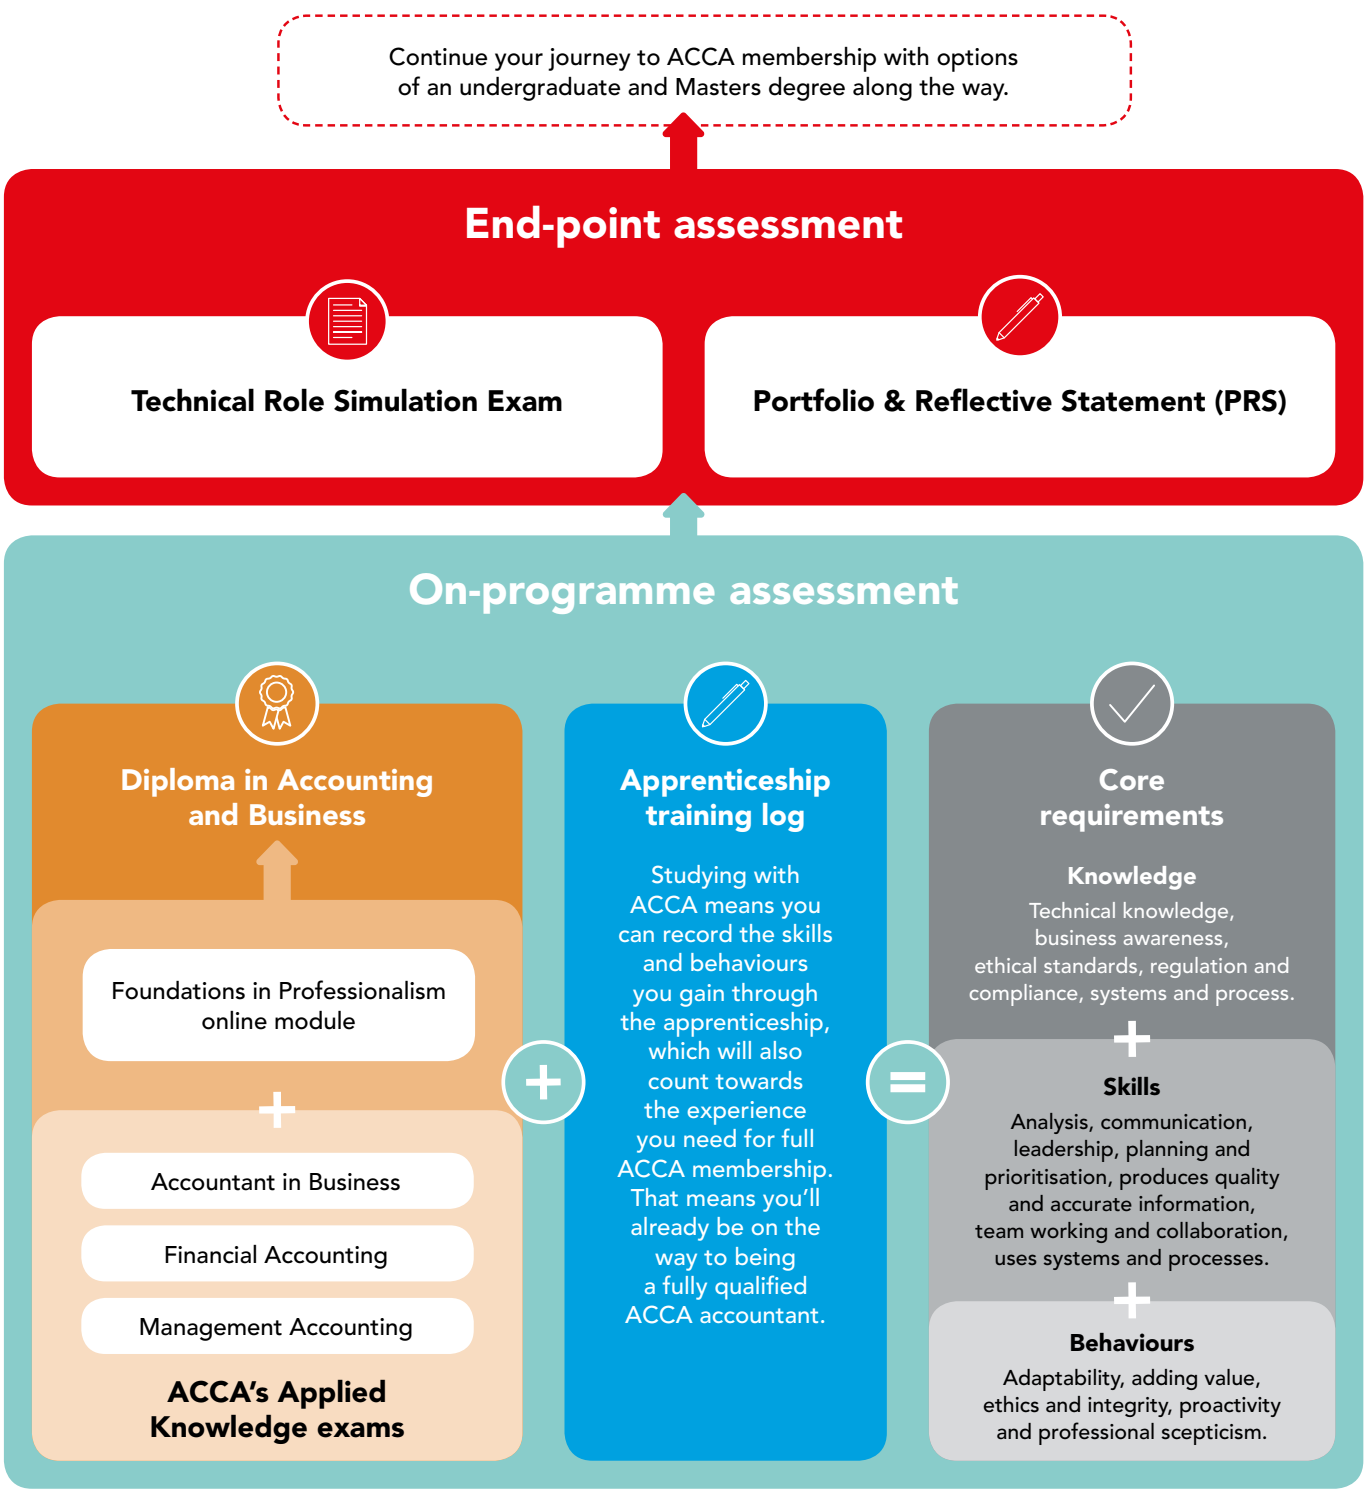 Continue your journey to ACCA membership with options
of an undergraduate and Masters degree along the way.
End-point assessment
Technical Role Simulation Exam
Portfolio & Reflective Statement (PRS)
On-programme assessment
Diploma in Accounting
and Business
Foundations in Professionalism
online module
+
Accountant in Business
Financial Accounting
Management Accounting
ACCA’s Applied
Knowledge exams
+
Apprenticeship
training log
Studying with
ACCA means you
can record the skills
and behaviours
you gain through
the apprenticeship,
which will also
count towards
the experience
you need for full
ACCA membership.
That means you’ll
already be on the
way to being
a fully qualified
ACCA accountant.
=
Core
requirements
Knowledge
Technical knowledge,
business awareness,
ethical standards, regulation and
compliance, systems and process.
+
Skills
Analysis, communication,
leadership, planning and
prioritisation, produces quality
and accurate information,
team working and collaboration,
uses systems and processes.
+
Behaviours
Adaptability, adding value,
ethics and integrity, proactivity
and professional scepticism.